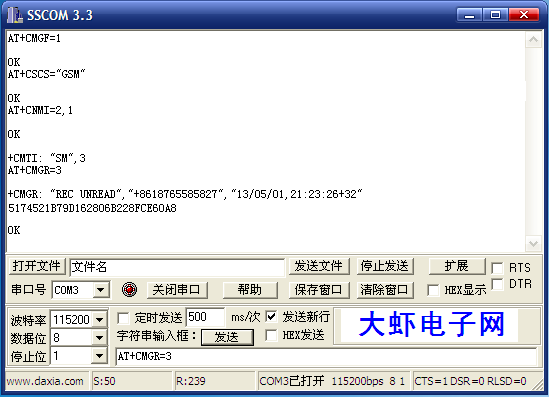 SSCOM 3.3
AT+CMGF=1
OK
AT+CSCS="GSM"
OK
AT+CNMI=2,1
OK
+CMTI: "SM",3
AT+CMGR=3
+CMGR: "REC UNREAD","+8618765585827","13/05/01,21:23:26+32"
5174521B79D162806B228FCE60A8
OK
打开文件 文件名 发送文件 停止发送 扩展 RTS
串口号 COM3 关闭串口 帮助 保存窗口 清除窗口 HEX显示 DTR
波特率 115200 定时发送 500 ms/次 发送新行 大虾电子网
数据位 8 字符串输入框: 发送 HEX发送
停止位 1 AT+CMGR=3
www.daxia.com S:50 R:239 COM3已打开 115200bps 8 1 CTS=1 DSR=0 RLSD=0